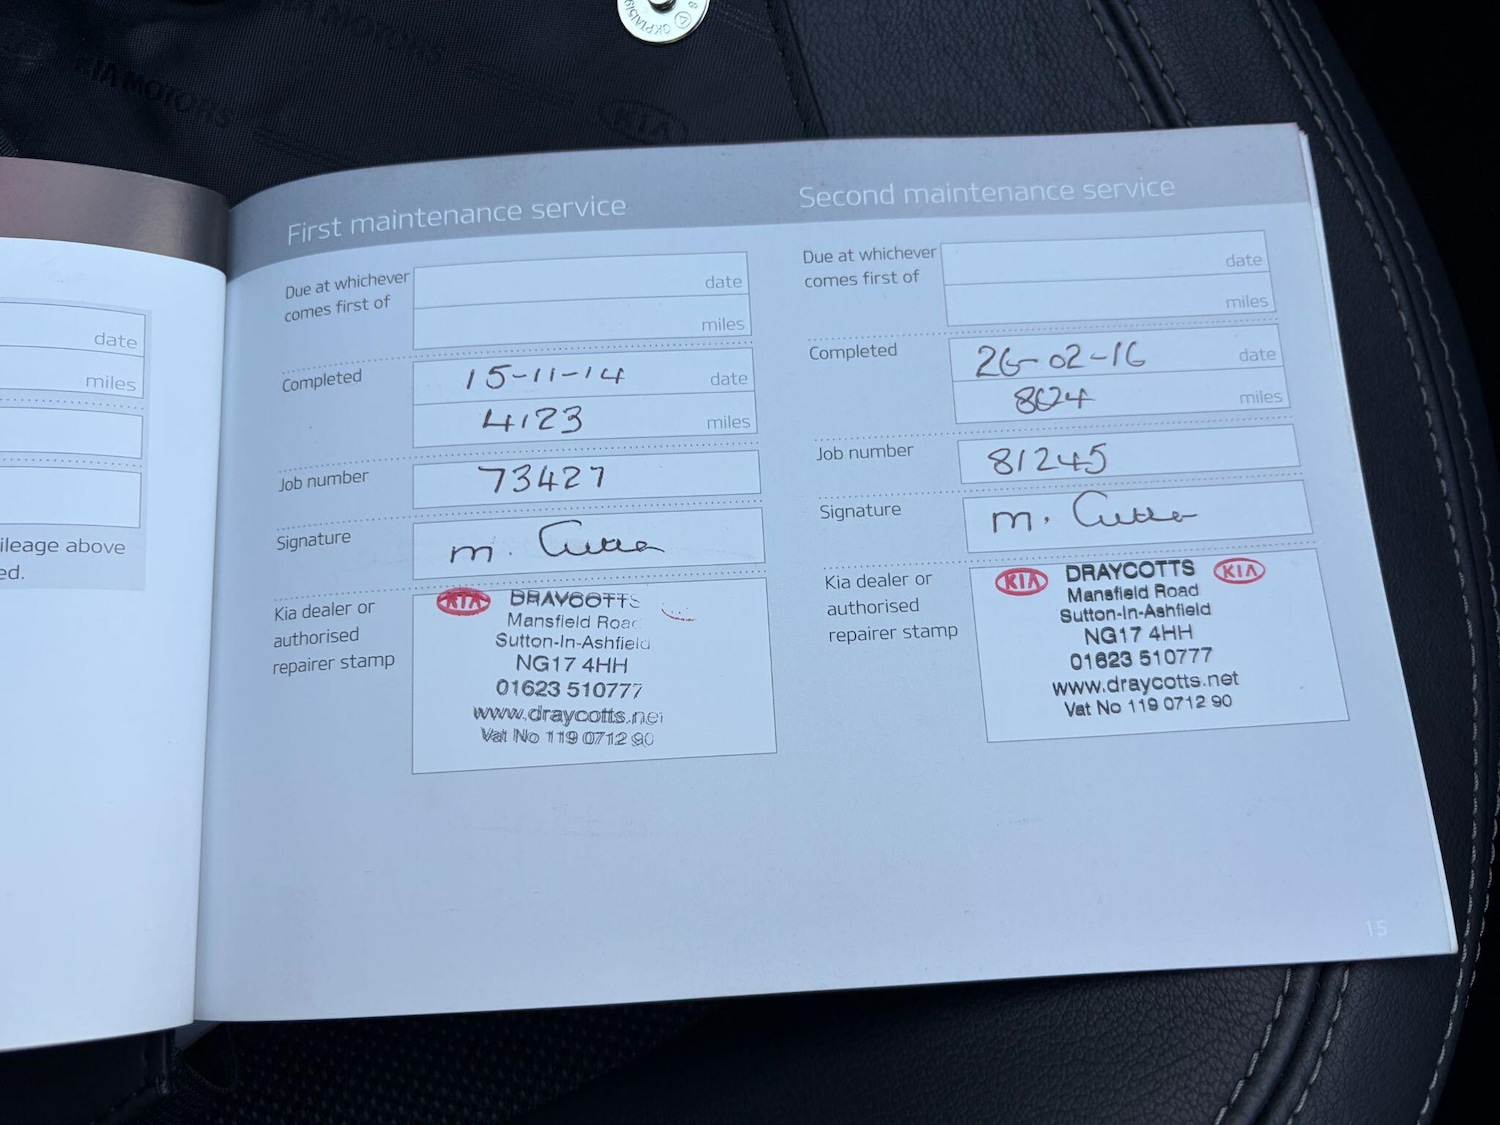 KIA MOTORS
KIA
date
miles
ileage above
ed.
First maintenance service
Due at whichever
comes first of
date
miles
Completed
15-11-14 date
4123 miles
Job number
73427
Signature
m.
Kia dealer or
authorised
repairer stamp
KIA DRAYCOTTS
Mansfield Road
Sutton-In-Ashfield
NG17 4HH
01623 510777
www.draycotts.net
Vat No 119 0712 90
Second maintenance service
Due at whichever
comes first of
date
miles
Completed
26-02-16 date
miles
Job number
81245
Signature
m.
Kia dealer or
authorised
repairer stamp
KIA DRAYCOTTS KIA
Mansfield Road
Sutton-In-Ashfield
NG17 4HH
01623 510777
www.draycotts.net
Vat No 119 0712 90
15